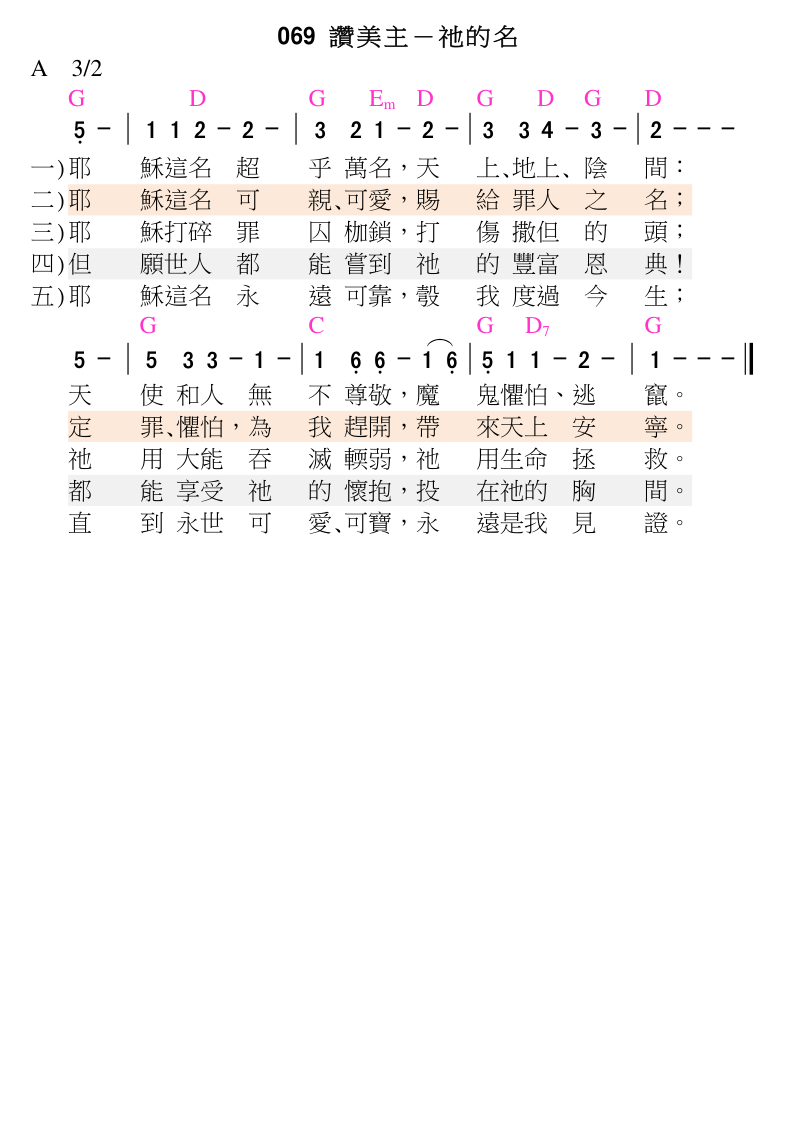 069 讚美主－祂的名
A 3/2
G D G Em D G D G D
5̣ － | 1 1 2 － 2 － | 3 2 1 － 2 － | 3 3 4 － 3 － | 2 － － －
一)耶 穌這名 超 乎 萬名，天 上、地上、陰 間：
二)耶 穌這名 可 親、可愛，賜 給 罪人 之 名；
三)耶 穌打碎 罪 囚 枷鎖，打 傷 撒但 的 頭；
四)但 願世人 都 能 嘗到 祂 的 豐富 恩 典！
五)耶 穌這名 永 遠 可靠，彀 我 度過 今 生；
G C G D7 G
5 － | 5 3 3 － 1 － | 1 6̣ 6̣ － 1 6̣ | 5̣ 1 1 － 2 － | 1 － － － ‖
天 使 和人 無 不 尊敬，魔 鬼懼怕、逃 竄。
定 罪、懼怕，為 我 趕開，帶 來天上 安 寧。
祂 用 大能 吞 滅 輭弱，祂 用生命 拯 救。
都 能 享受 祂 的 懷抱，投 在祂的 胸 間。
直 到 永世 可 愛、可寶，永 遠是我 見 證。